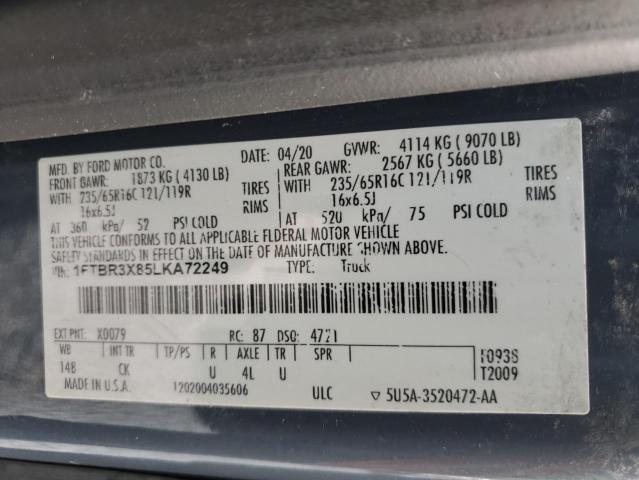 MFD. BY FORD MOTOR CO.
DATE: 04/20 GVWR: 4114 KG ( 9070 LB)
FRONT GAWR: 1873 KG ( 4130 LB) REAR GAWR: 2567 KG ( 5660 LB)
WITH 235/65R16C 121/119R TIRES WITH 235/65R16C 121/119R TIRES
16x6.5J RIMS 16x6.5J RIMS
AT 360 kPa/ 52 PSI COLD AT 520 kPa/ 75 PSI COLD
THIS VEHICLE CONFORMS TO ALL APPLICABLE FEDERAL MOTOR VEHICLE
SAFETY STANDARDS IN EFFECT ON THE DATE OF MANUFACTURE SHOWN ABOVE.
VIN: 1FTBR3X85LKA72249 TYPE: Truck
EXT PNT: X0079 RC: 87 DSO: 4721
WB INT TR TP/PS R AXLE TR SPR
148 CK U 4L U
F0938
T2009
MADE IN U.S.A. 1202004035606 ULC ▽ 5U5A-3520472-AA